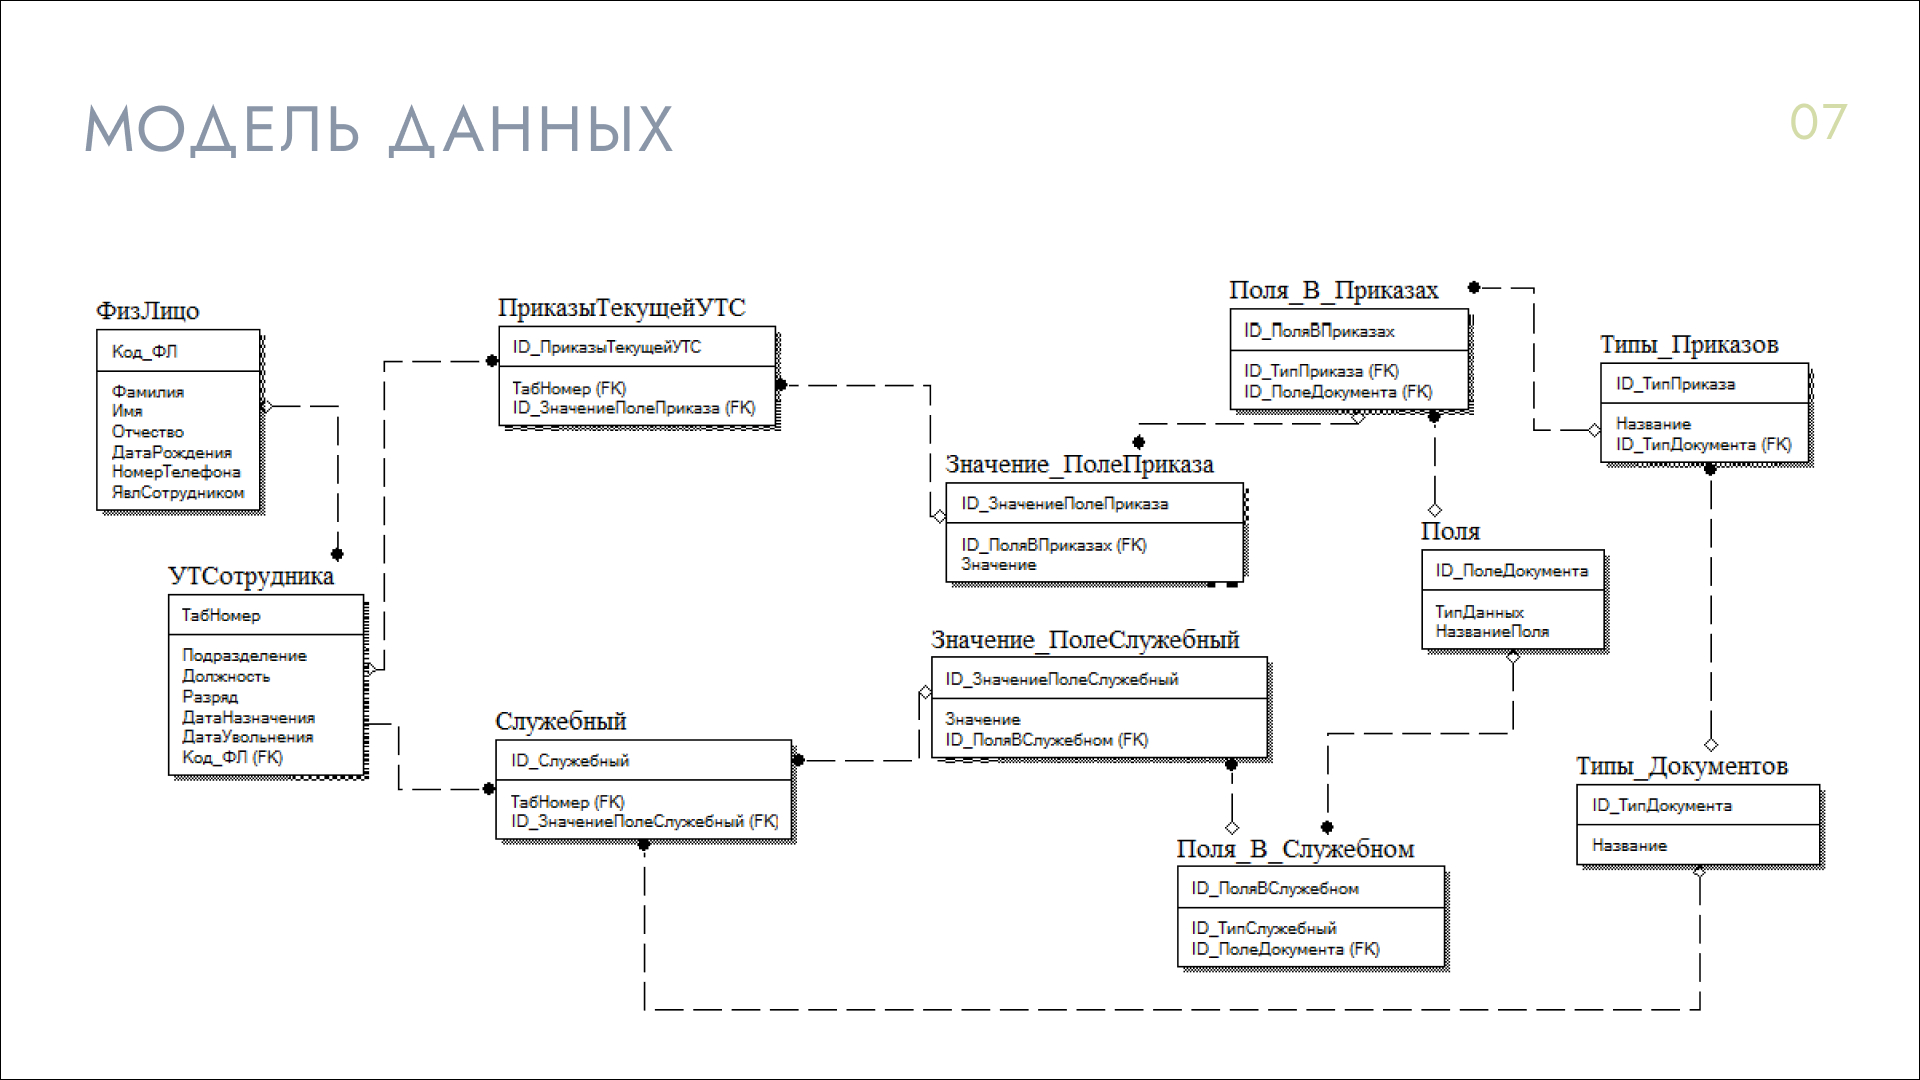 МОДЕЛЬ ДАННЫХ
07
ФизЛицо
Код_ФЛ
Фамилия
Имя
Отчество
ДатаРождения
НомерТелефона
ЯвлСотрудником
УТСотрудника
ТабНомер
Подразделение
Должность
Разряд
ДатаНазначения
ДатаУвольнения
Код_ФЛ (FK)
ПриказыТекущейУТС
ID_ПриказыТекущейУТС
ТабНомер (FK)
ID_ЗначениеПолеПриказа (FK)
Служебный
ID_Служебный
ТабНомер (FK)
ID_ЗначениеПолеСлужебный (FK)
Значение_ПолеПриказа
ID_ЗначениеПолеПриказа
ID_ПоляВПриказах (FK)
Значение
Значение_ПолеСлужебный
ID_ЗначениеПолеСлужебный
Значение
ID_ПоляВСлужебном (FK)
Поля_В_Приказах
ID_ПоляВПриказах
ID_ТипПриказа (FK)
ID_ПолеДокумента (FK)
Поля
ID_ПолеДокумента
ТипДанных
НазваниеПоля
Поля_В_Служебном
ID_ПоляВСлужебном
ID_ТипСлужебный
ID_ПолеДокумента (FK)
Типы_Приказов
ID_ТипПриказа
Название
ID_ТипДокумента (FK)
Типы_Документов
ID_ТипДокумента
Название